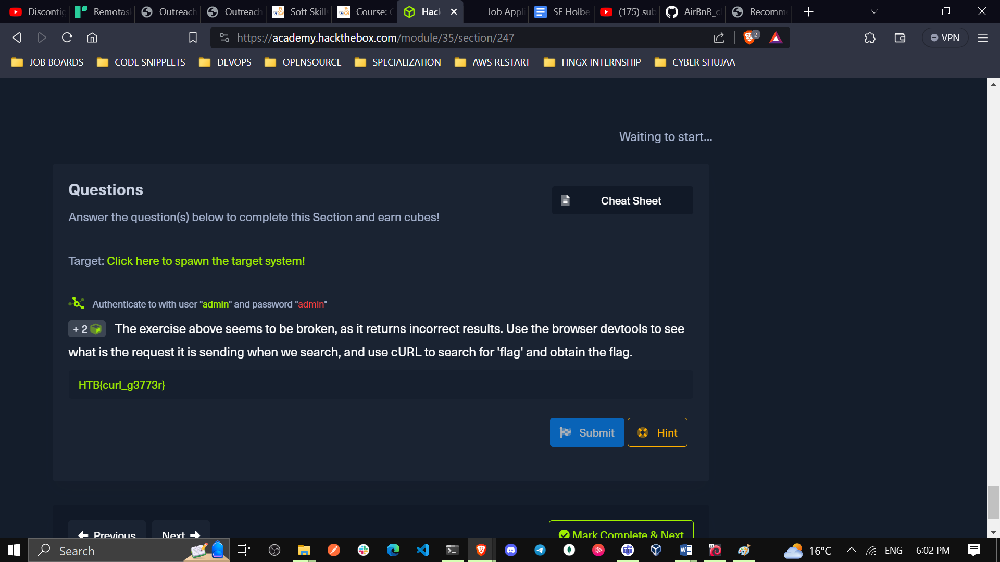 Disconti
Remotas
Outreach
Outreach
Soft Skill
Course: C
Hac
Job Appl
SE Holbe
(175) sub
AirBnB_cl
Recomm
https://academy.hackthebox.com/module/35/section/247
2
VPN
JOB BOARDS
CODE SNIPPLETS
DEVOPS
OPENSOURCE
SPECIALIZATION
AWS RESTART
HNGX INTERNSHIP
CYBER SHUJAA
Waiting to start...
Questions
Cheat Sheet
Answer the question(s) below to complete this Section and earn cubes!
Target: Click here to spawn the target system!
Authenticate to with user "admin" and password "admin"
+ 2 The exercise above seems to be broken, as it returns incorrect results. Use the browser devtools to see
what is the request it is sending when we search, and use cURL to search for 'flag' and obtain the flag.
HTB{curl_g3773r}
Submit
Hint
Previous
Next
Mark Complete & Next
Search
16°C
ENG
6:02 PM